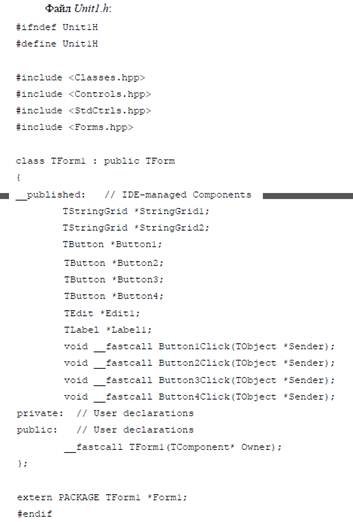 Файл Unit1.h:
#ifndef Unit1H
#define Unit1H
#include <Classes.hpp>
#include <Controls.hpp>
#include <StdCtrls.hpp>
#include <Forms.hpp>
class TForm1 : public TForm
{
__published: // IDE-managed Components
TStringGrid *StringGrid1;
TStringGrid *StringGrid2;
TButton *Button1;
TButton *Button2;
TButton *Button3;
TButton *Button4;
TEdit *Edit1;
TLabel *Label1;
void __fastcall Button1Click(TObject *Sender);
void __fastcall Button2Click(TObject *Sender);
void __fastcall Button3Click(TObject *Sender);
void __fastcall Button4Click(TObject *Sender);
private: // User declarations
public: // User declarations
__fastcall TForm1(TComponent* Owner);
};
extern PACKAGE TForm1 *Form1;
#endif